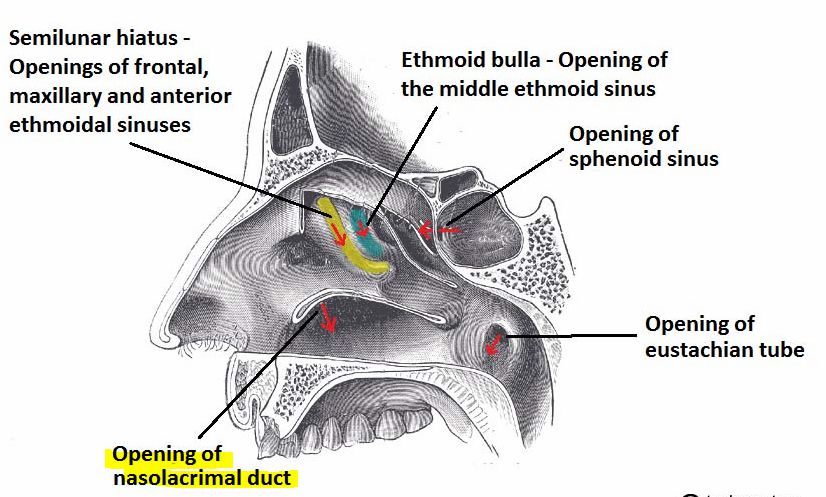 Semilunar hiatus -
Openings of frontal,
maxillary and anterior
ethmoidal sinuses
Ethmoid bulla - Opening of
the middle ethmoid sinus
Opening of
sphenoid sinus
Opening of
eustachian tube
Opening of
nasolacrimal duct